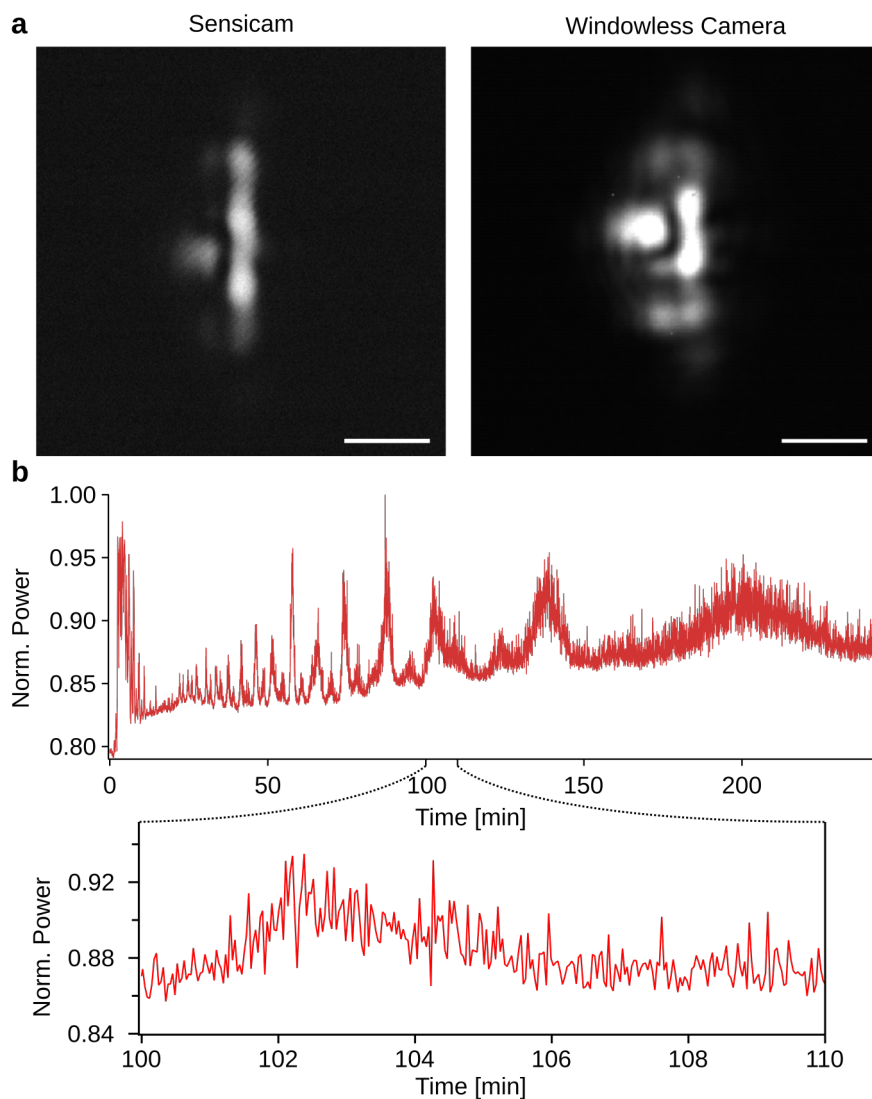 a
Sensicam
Windowless Camera
b
1.00
0.95
0.90
0.85
0.80
Norm. Power
0
50
100
150
200
Time [min]
0.92
0.88
0.84
Norm. Power
100
102
104
106
108
110
Time [min]